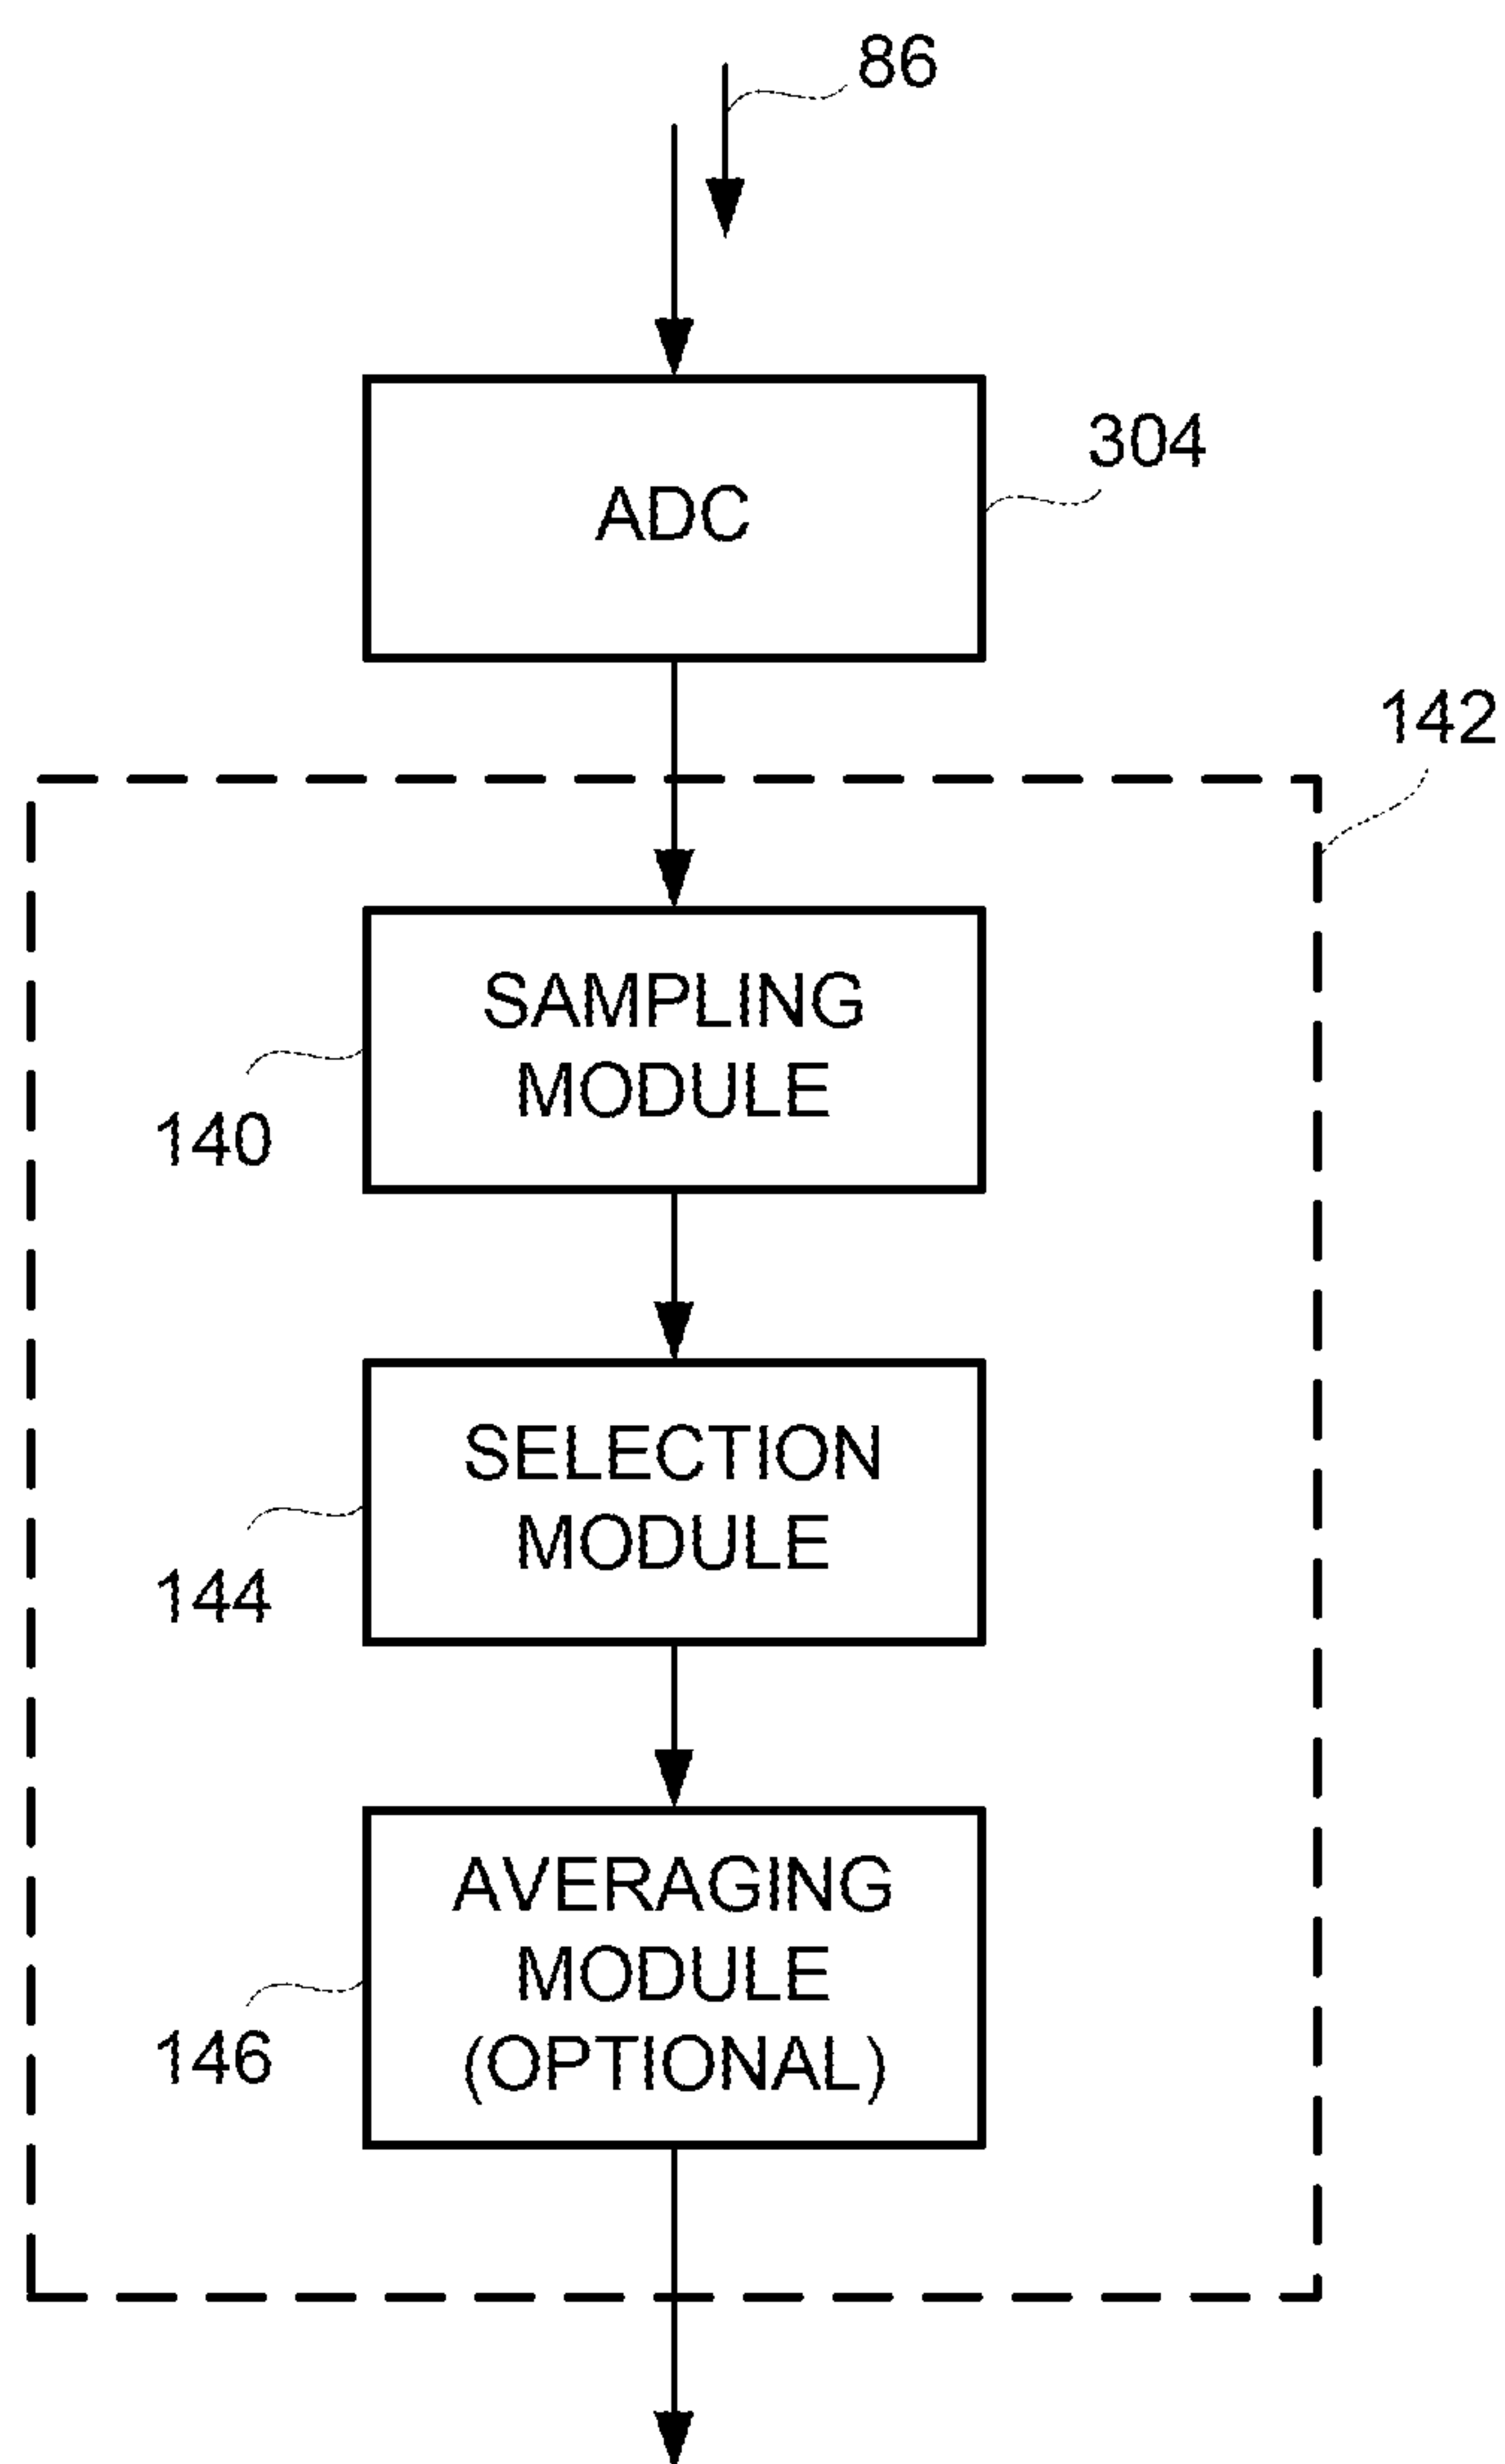 86
ADC
304
142
SAMPLING
MODULE
140
SELECTION
MODULE
144
AVERAGING
MODULE
(OPTIONAL)
146